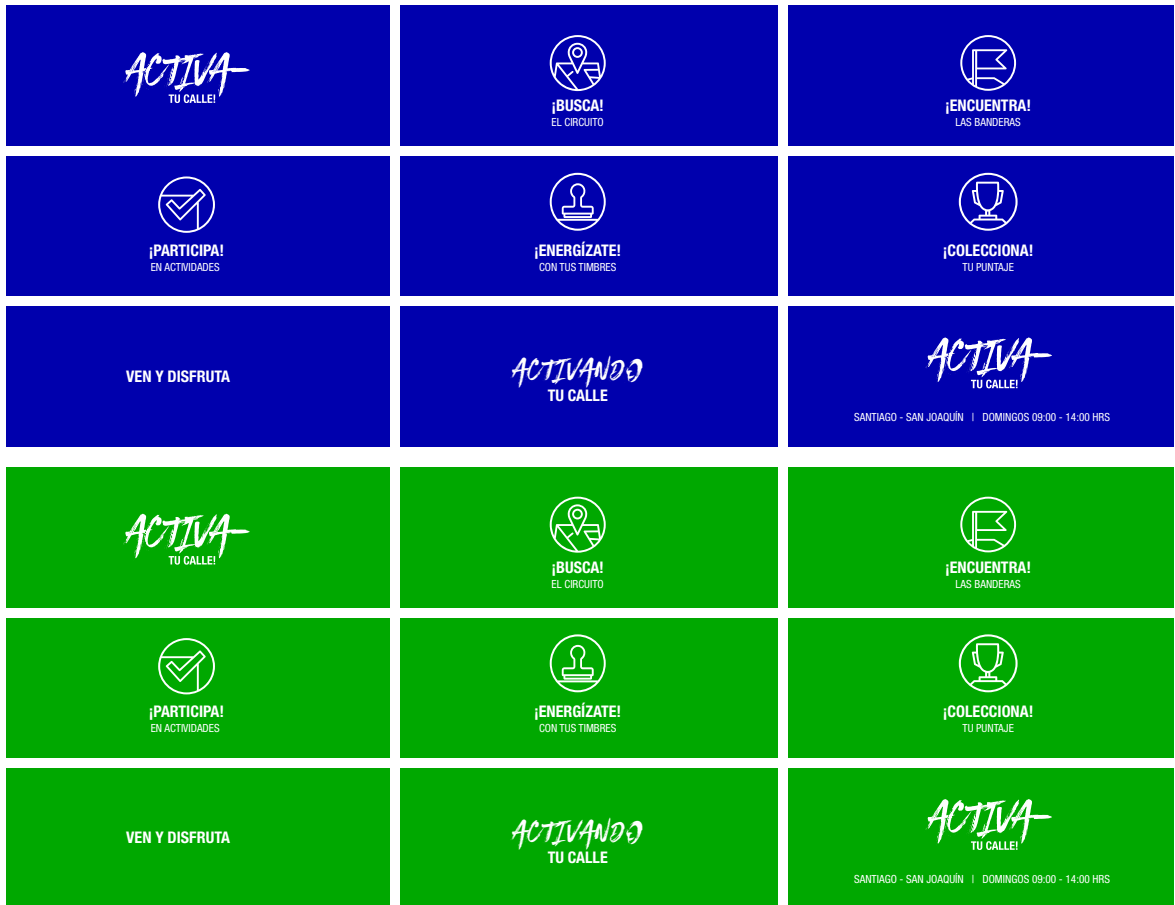 ACTIVA
TU CALLE!
¡BUSCA!
EL CIRCUITO
¡ENCUENTRA!
LAS BANDERAS
¡PARTICIPA!
EN ACTIVIDADES
¡ENERGÍZATE!
CON TUS TIMBRES
¡COLECCIONA!
TU PUNTAJE
VEN Y DISFRUTA
ACTIVANDO
TU CALLE
ACTIVA
TU CALLE!
SANTIAGO - SAN JOAQUÍN | DOMINGOS 09:00 - 14:00 HRS
ACTIVA
TU CALLE!
¡BUSCA!
EL CIRCUITO
¡ENCUENTRA!
LAS BANDERAS
¡PARTICIPA!
EN ACTIVIDADES
¡ENERGÍZATE!
CON TUS TIMBRES
¡COLECCIONA!
TU PUNTAJE
VEN Y DISFRUTA
ACTIVANDO
TU CALLE
ACTIVA
TU CALLE!
SANTIAGO - SAN JOAQUÍN | DOMINGOS 09:00 - 14:00 HRS